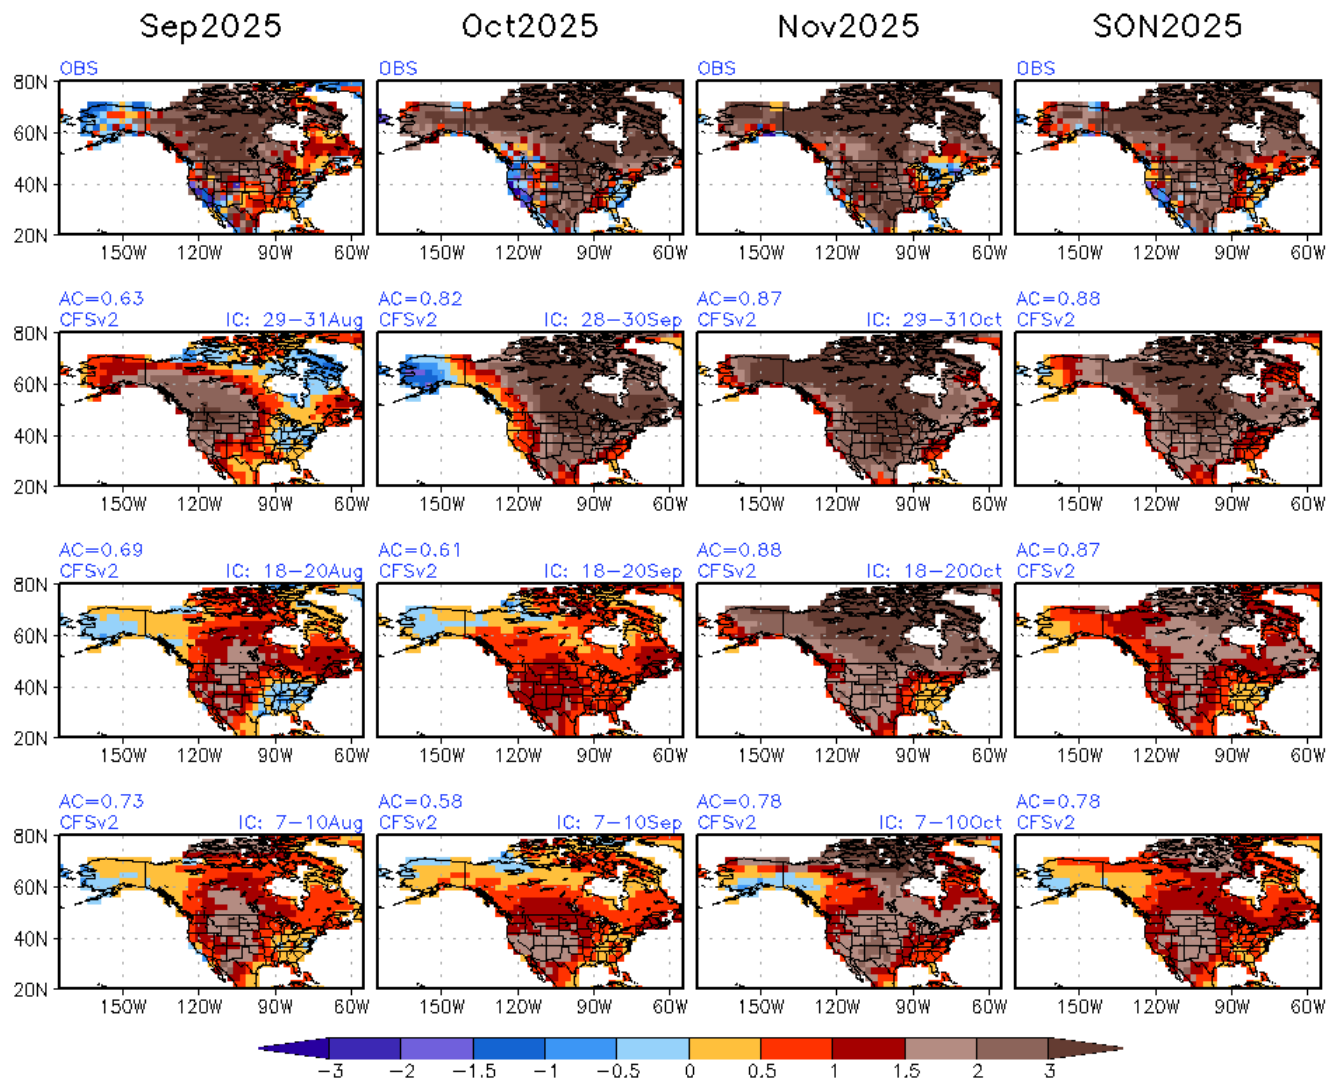 Sep2025 Oct2025 Nov2025 SON2025
OBS OBS OBS OBS
80N
60N
40N
20N
150W 120W 90W 60W 150W 120W 90W 60W 150W 120W 90W 60W 150W 120W 90W 60W
AC=0.63 AC=0.82 AC=0.87 AC=0.88
CFSv2 IC: 29-31Aug CFSv2 IC: 28-30Sep CFSv2 IC: 29-31Oct CFSv2
80N
60N
40N
20N
150W 120W 90W 60W 150W 120W 90W 60W 150W 120W 90W 60W 150W 120W 90W 60W
AC=0.69 AC=0.61 AC=0.88 AC=0.87
CFSv2 IC: 18-20Aug CFSv2 IC: 18-20Sep CFSv2 IC: 18-20Oct CFSv2
80N
60N
40N
20N
150W 120W 90W 60W 150W 120W 90W 60W 150W 120W 90W 60W 150W 120W 90W 60W
AC=0.73 AC=0.58 AC=0.78 AC=0.78
CFSv2 IC: 7-10Aug CFSv2 IC: 7-10Sep CFSv2 IC: 7-10Oct CFSv2
80N
60N
40N
20N
150W 120W 90W 60W 150W 120W 90W 60W 150W 120W 90W 60W 150W 120W 90W 60W
-3 -2 -1.5 -1 -0.5 0 0.5 1 1.5 2 3